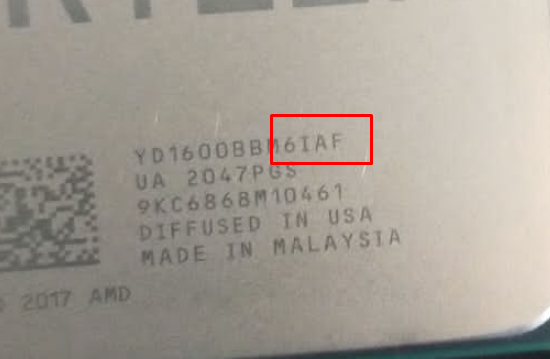 YD1600BBM6IAF
UA 2047PGS
9KC6868M10461
DIFFUSED IN USA
MADE IN MALAYSIA
2017 AMD